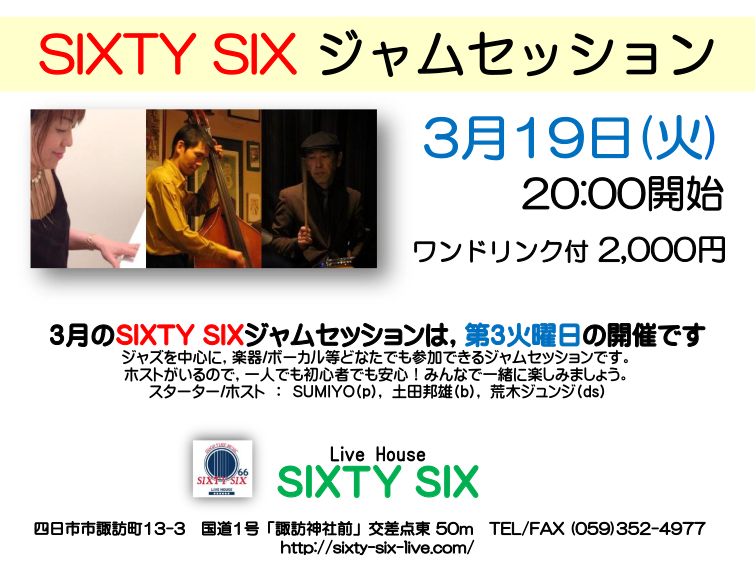 SIXTY SIX ジャムセッション
3月19日(火)
20:00開始
ワンドリンク付 2,000円
3月のSIXTY SIXジャムセッションは, 第3火曜日の開催です
ジャズを中心に, 楽器/ボーカル等どなたでも参加できるジャムセッションです。
ホストがいるので, 一人でも初心者でも安心！みんなで一緒に楽しみましょう。
スターター/ホスト ： SUMIYO(p), 土田邦雄(b), 荒木ジュンジ(ds)
66
SIXTY SIX
LIVE HOUSE
Live House
SIXTY SIX
四日市市諏訪町13-3 国道1号「諏訪神社前」交差点東 50m TEL/FAX (059)352-4977
http://sixty-six-live.com/